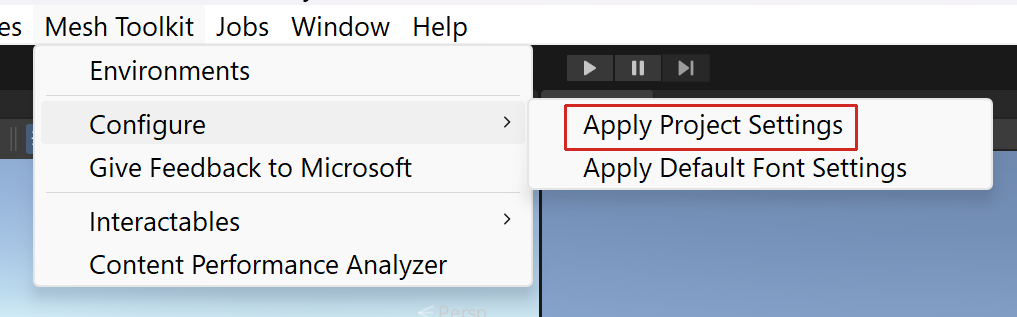 es Mesh Toolkit Jobs Window Help
Environments
Configure
Apply Project Settings
Give Feedback to Microsoft
Apply Default Font Settings
Interactables
Content Performance Analyzer
Persp